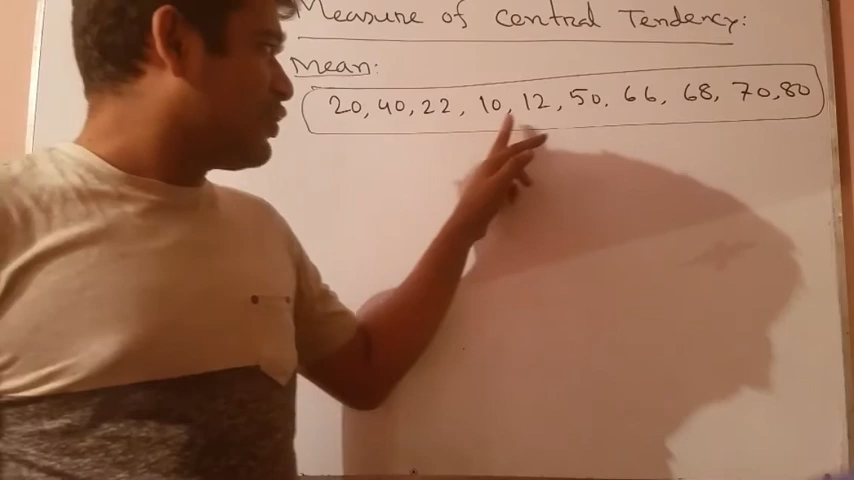 Measure of central Tendency:
Mean:
20, 40, 22, 10, 12, 50, 66, 68, 70, 80